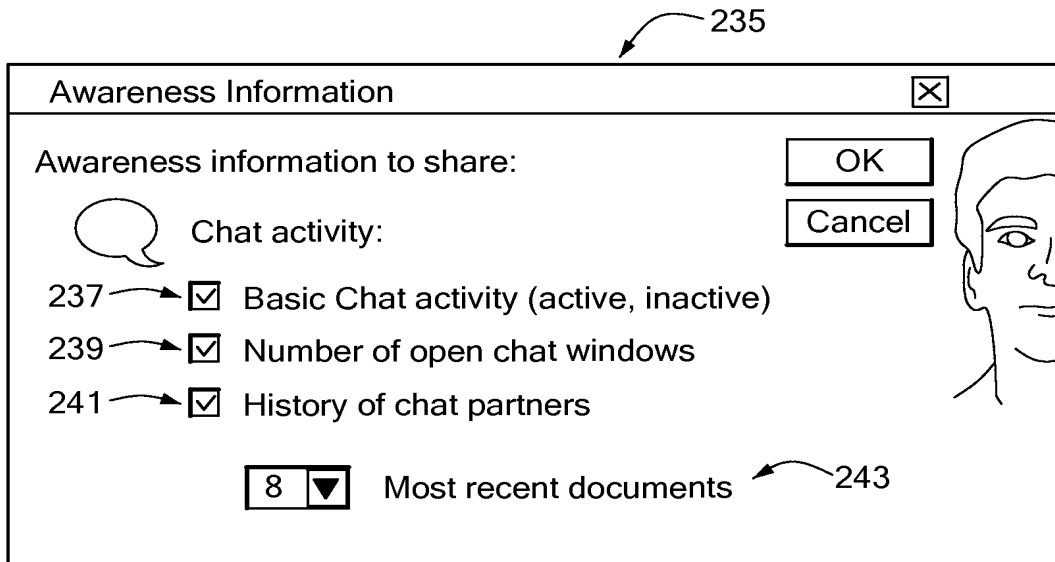 235
Awareness Information
Awareness information to share:
OK
Cancel
Chat activity:
237 Basic Chat activity (active, inactive)
239 Number of open chat windows
241 History of chat partners
8 Most recent documents 243